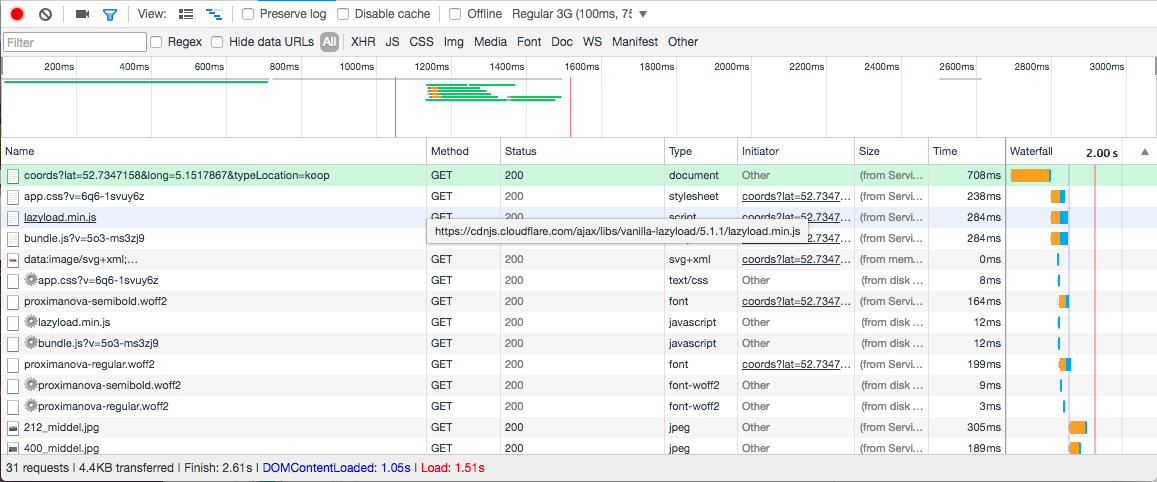 View: Preserve log Disable cache Offline Regular 3G (100ms, 75
Filter Regex Hide data URLs All XHR JS CSS Img Media Font Doc WS Manifest Other
200ms 400ms 600ms 800ms 1000ms 1200ms 1400ms 1600ms 1800ms 2000ms 2200ms 2400ms 2600ms 2800ms 3000ms
Name Method Status Type Initiator Size Time Waterfall 2.00 s
coords?lat=52.7347158&long=5.1517867&typeLocation=koop GET 200 document Other (from Servi... 708ms
app.css?v=6q6-1svuy6z GET 200 stylesheet coords?lat=52.7347... (from Servi... 238ms
lazyload.min.js GET 200 script coords?lat=52.7347... (from Servi... 284ms
https://cdnjs.cloudflare.com/ajax/libs/vanilla-lazyload/5.1.1/lazyload.min.js
bundle.js?v=5o3-ms3zj9 GET 200 (from Servi... 284ms
data:image/svg+xml;... GET 200 svg+xml coords?lat=52.7347... (from mem... 0ms
app.css?v=6q6-1svuy6z GET 200 text/css Other (from disk ... 8ms
proximanova-semibold.woff2 GET 200 font coords?lat=52.7347... (from Servi... 164ms
lazyload.min.js GET 200 javascript Other (from disk ... 12ms
bundle.js?v=5o3-ms3zj9 GET 200 javascript Other (from disk ... 12ms
proximanova-regular.woff2 GET 200 font coords?lat=52.7347... (from Servi... 199ms
proximanova-semibold.woff2 GET 200 font-woff2 Other (from disk ... 9ms
proximanova-regular.woff2 GET 200 font-woff2 Other (from disk ... 3ms
212_middel.jpg GET 200 jpeg Other (from Servi... 305ms
400_middel.jpg GET 200 jpeg Other (from Servi... 189ms
31 requests | 4.4KB transferred | Finish: 2.61s | DOMContentLoaded: 1.05s | Load: 1.51s